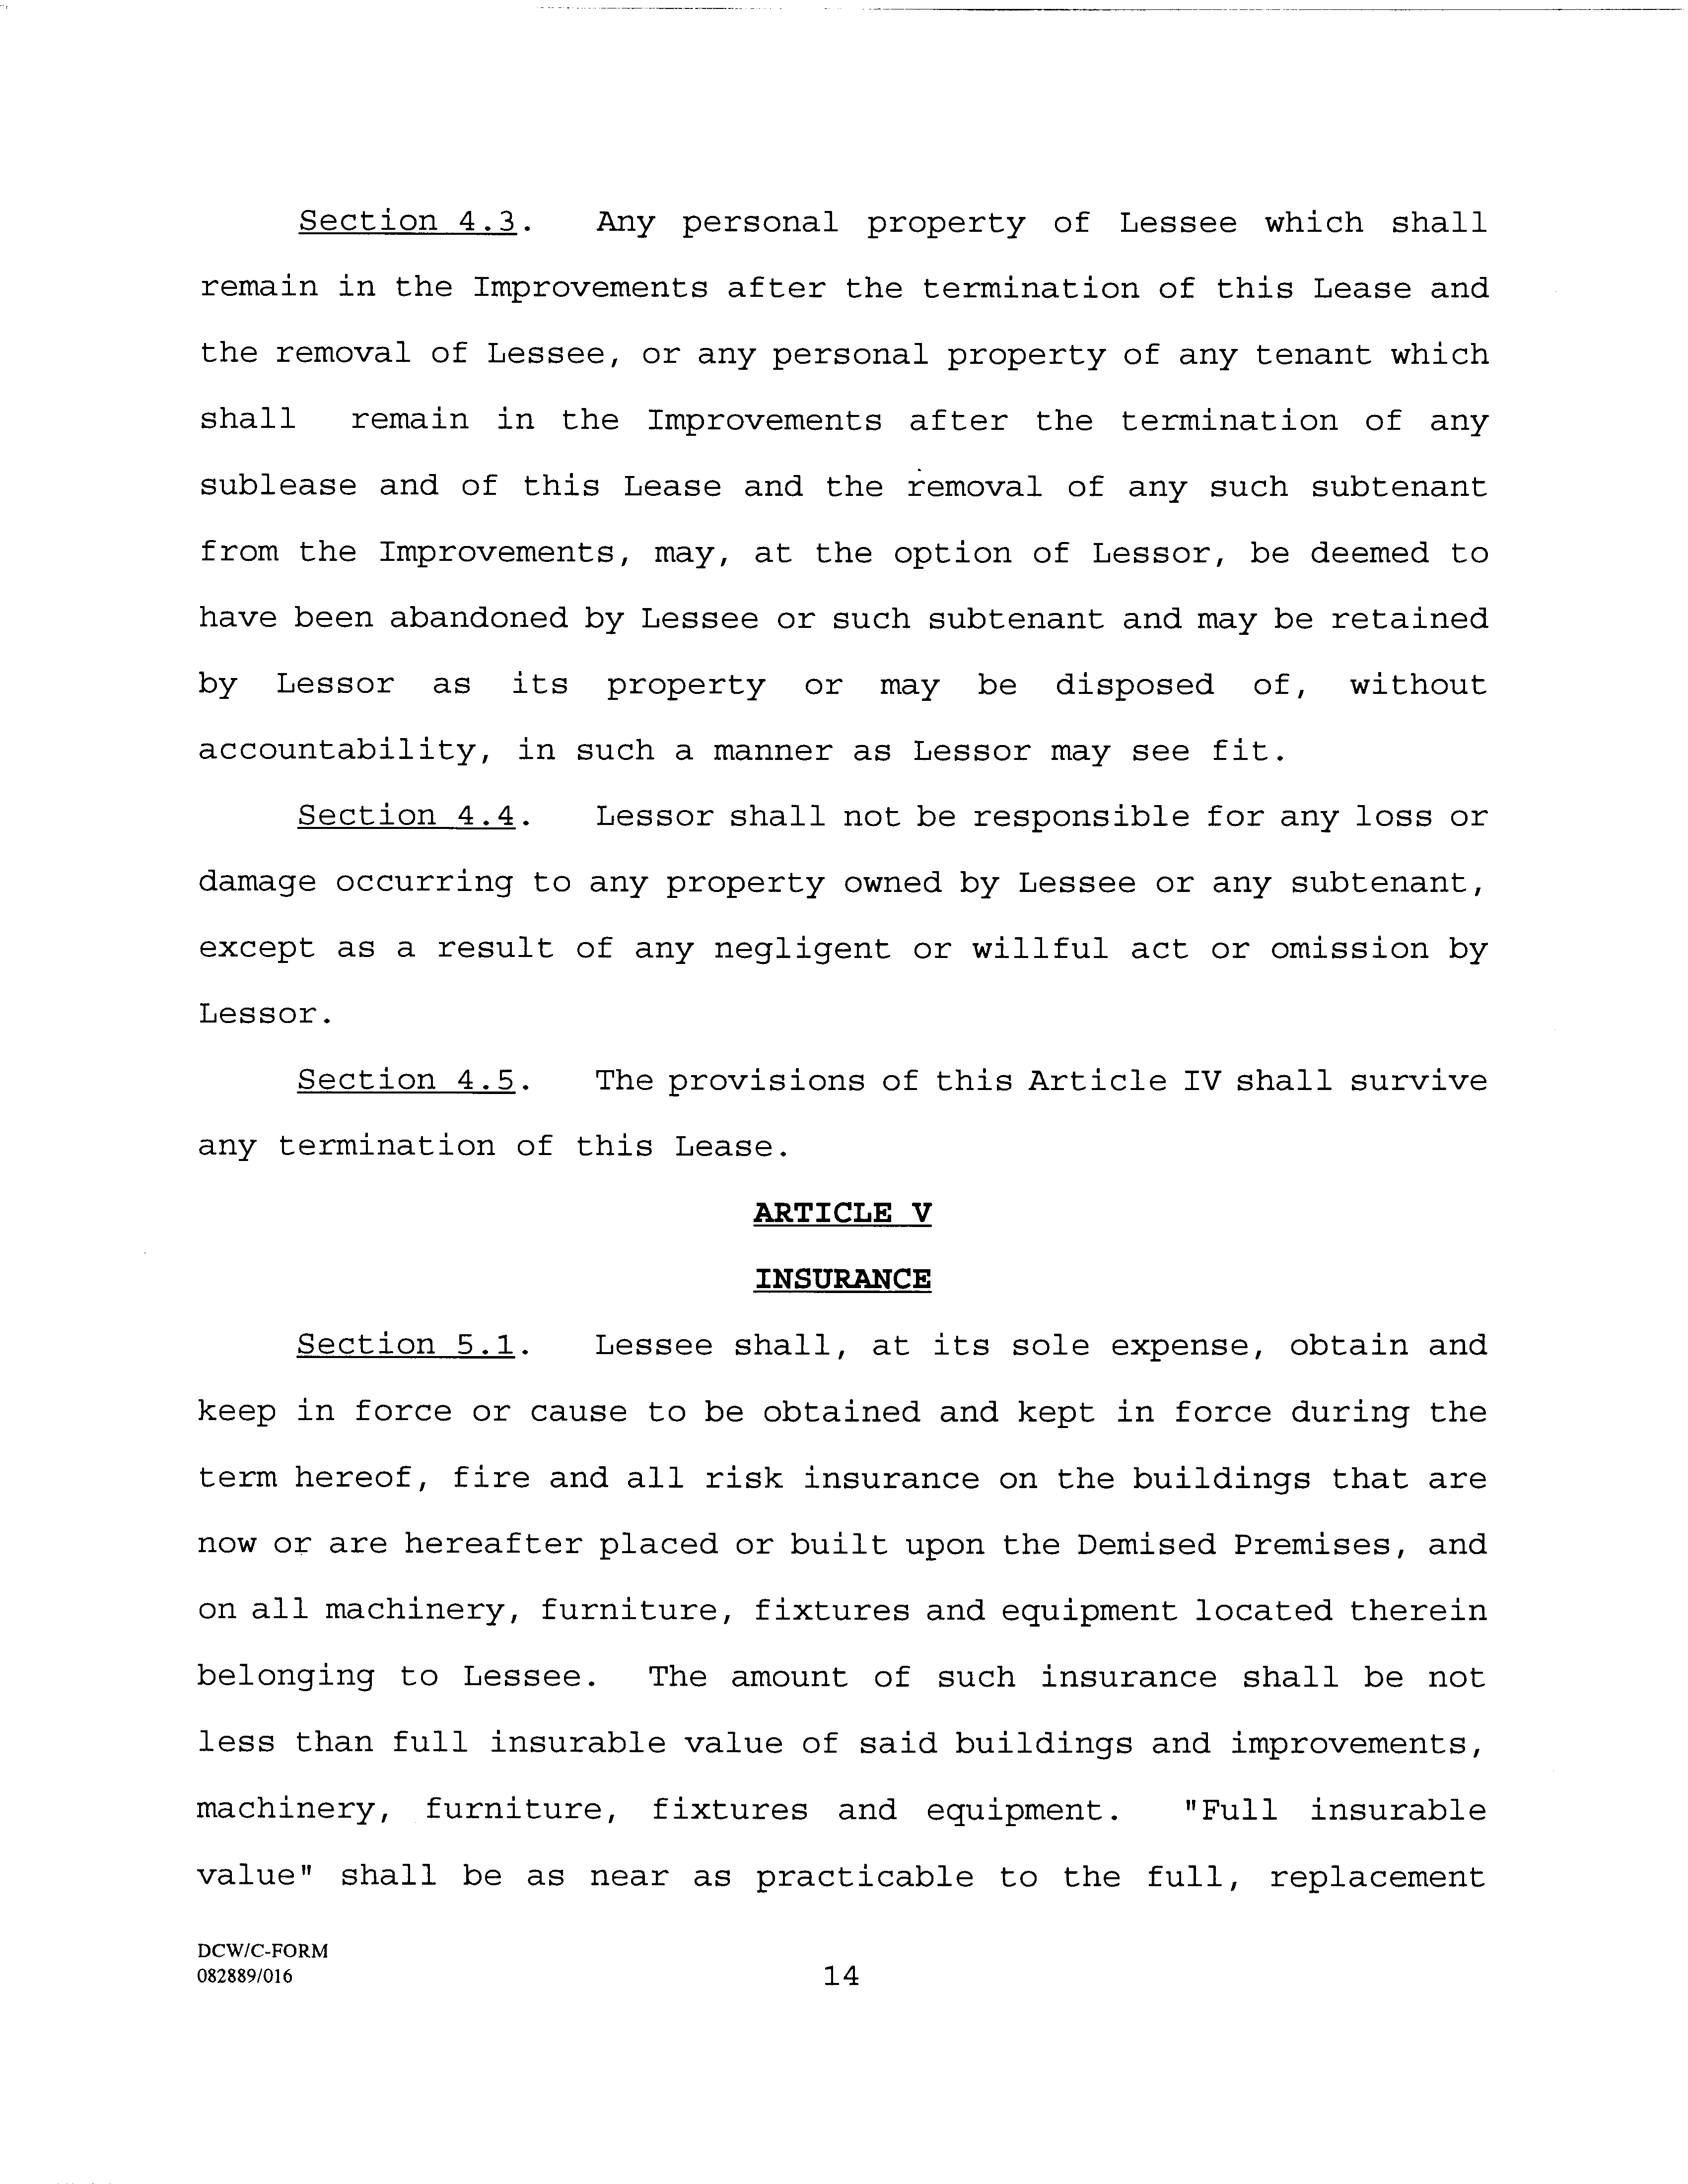 Section 4.3. Any personal property of Lessee which shall
remain in the Improvements after the termination of this Lease and
the removal of Lessee, or any personal property of any tenant which
shall remain in the Improvements after the termination of any
sublease and of this Lease and the removal of any such subtenant
from the Improvements, may, at the option of Lessor, be deemed to
have been abandoned by Lessee or such subtenant and may be retained
by Lessor as its property or may be disposed of, without
accountability, in such a manner as Lessor may see fit.
Section 4.4. Lessor shall not be responsible for any loss or
damage occurring to any property owned by Lessee or any subtenant,
except as a result of any negligent or willful act or omission by
Lessor.
Section 4.5. The provisions of this Article IV shall survive
any termination of this Lease.
ARTICLE V
INSURANCE
Section 5.1. Lessee shall, at its sole expense, obtain and
keep in force or cause to be obtained and kept in force during the
term hereof, fire and all risk insurance on the buildings that are
now or are hereafter placed or built upon the Demised Premises, and
on all machinery, furniture, fixtures and equipment located therein
belonging to Lessee. The amount of such insurance shall be not
less than full insurable value of said buildings and improvements,
machinery, furniture, fixtures and equipment. "Full insurable
value" shall be as near as practicable to the full, replacement
DCW/C-FORM
082889/016
14